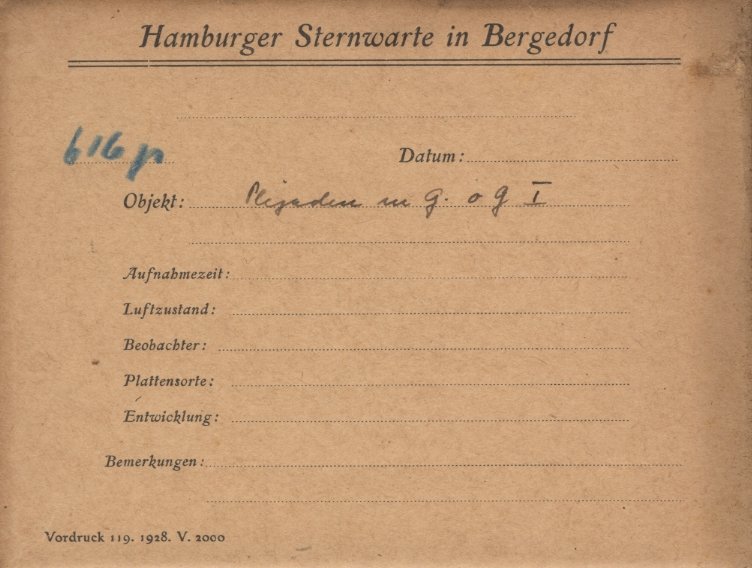 Hamburger Sternwarte in Bergedorf
616
Datum:
Objekt: Plejaden m G. o G I
Aufnahmezeit:
Luftzustand:
Beobachter:
Plattensorte:
Entwicklung:
Bemerkungen:
Vordruck 119. 1928. V. 2000